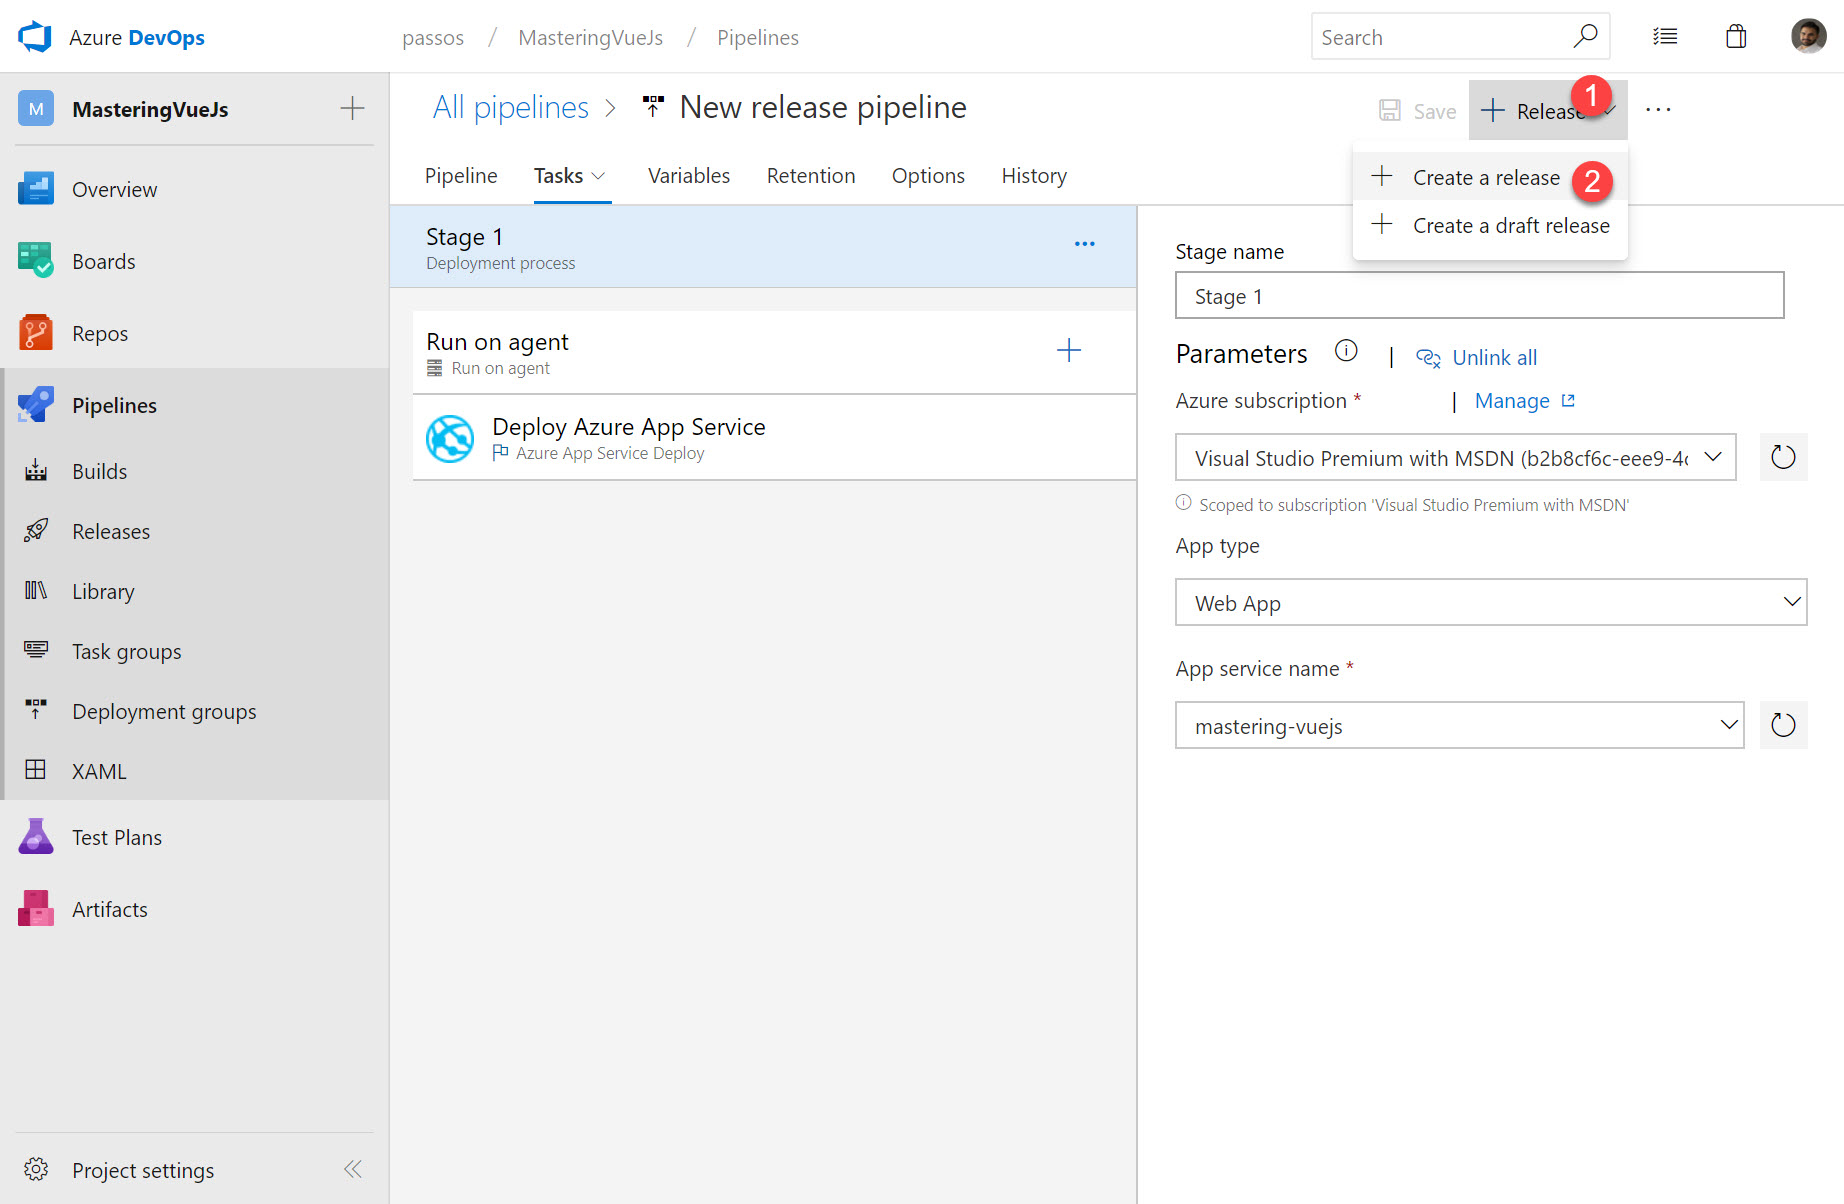 Azure DevOps
passos / MasteringVueJs / Pipelines
Search
M
MasteringVueJs
Overview
Boards
Repos
Pipelines
Builds
Releases
Library
Task groups
Deployment groups
XAML
Test Plans
Artifacts
Project settings
All pipelines > New release pipeline
Save
Release
1
Create a release
2
Create a draft release
Pipeline
Tasks
Variables
Retention
Options
History
Stage 1
Deployment process
Run on agent
Run on agent
Deploy Azure App Service
Azure App Service Deploy
Stage name
Stage 1
Parameters | Unlink all
Azure subscription * | Manage
Visual Studio Premium with MSDN (b2b8cf6c-eee9-4c
Scoped to subscription 'Visual Studio Premium with MSDN'
App type
Web App
App service name *
mastering-vuejs